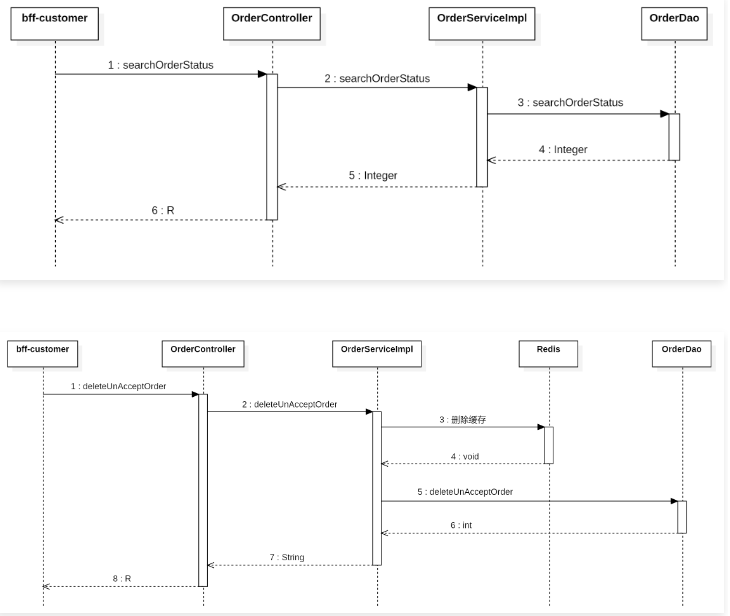 bff-customer OrderController OrderServiceImpl OrderDao
1 : searchOrderStatus
2 : searchOrderStatus
3 : searchOrderStatus
4 : Integer
5 : Integer
6 : R
bff-customer OrderController OrderServiceImpl Redis OrderDao
1 : deleteUnAcceptOrder
2 : deleteUnAcceptOrder
3 : 删除缓存
4 : void
5 : deleteUnAcceptOrder
6 : int
7 : String
8 : R